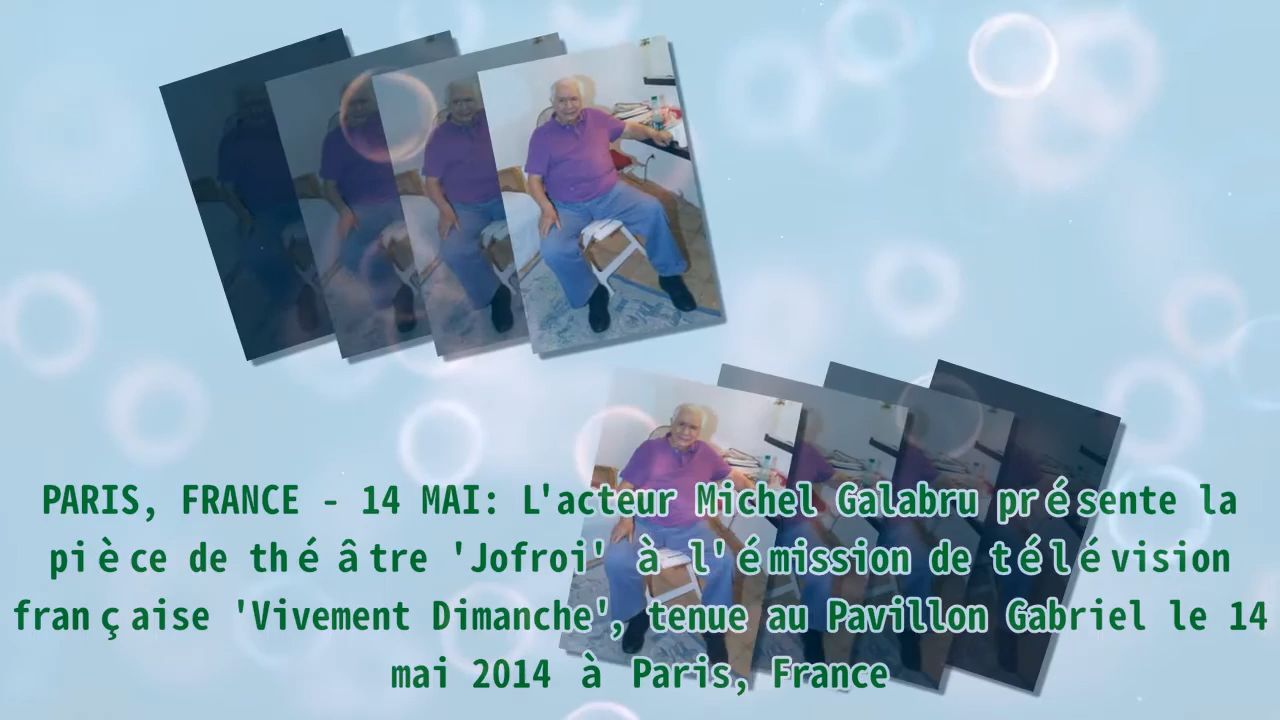 PARIS, FRANCE - 14 MAI: L'acteur Michel Galabru présente la
pièce de théâtre 'Jofroi' à l'émission de télévision
française 'Vivement Dimanche', tenue au Pavillon Gabriel le 14
mai 2014 à Paris, France